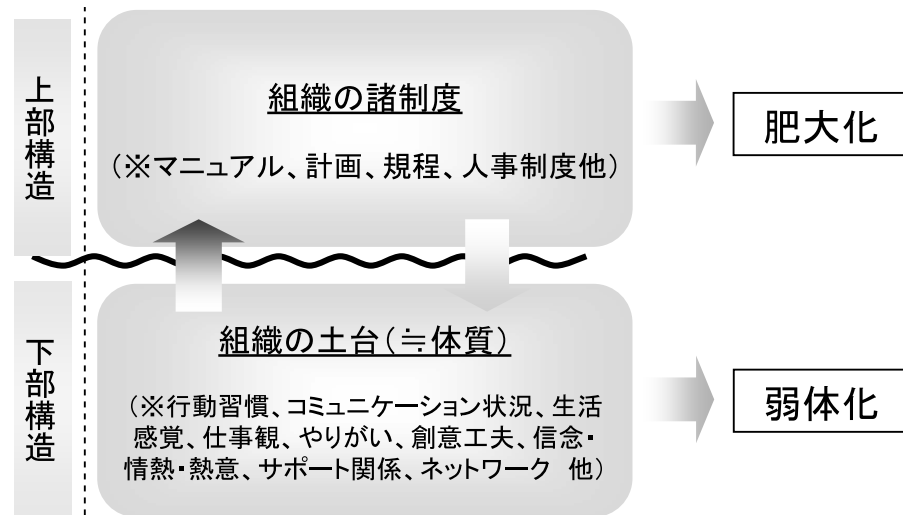 上部構造
組織の諸制度
(※マニュアル、計画、規程、人事制度他)
肥大化
下部構造
組織の土台(≒体質)
(※行動習慣、コミュニケーション状況、生活
感覚、仕事観、やりがい、創意工夫、信念・
情熱・熱意、サポート関係、ネットワーク 他)
弱体化